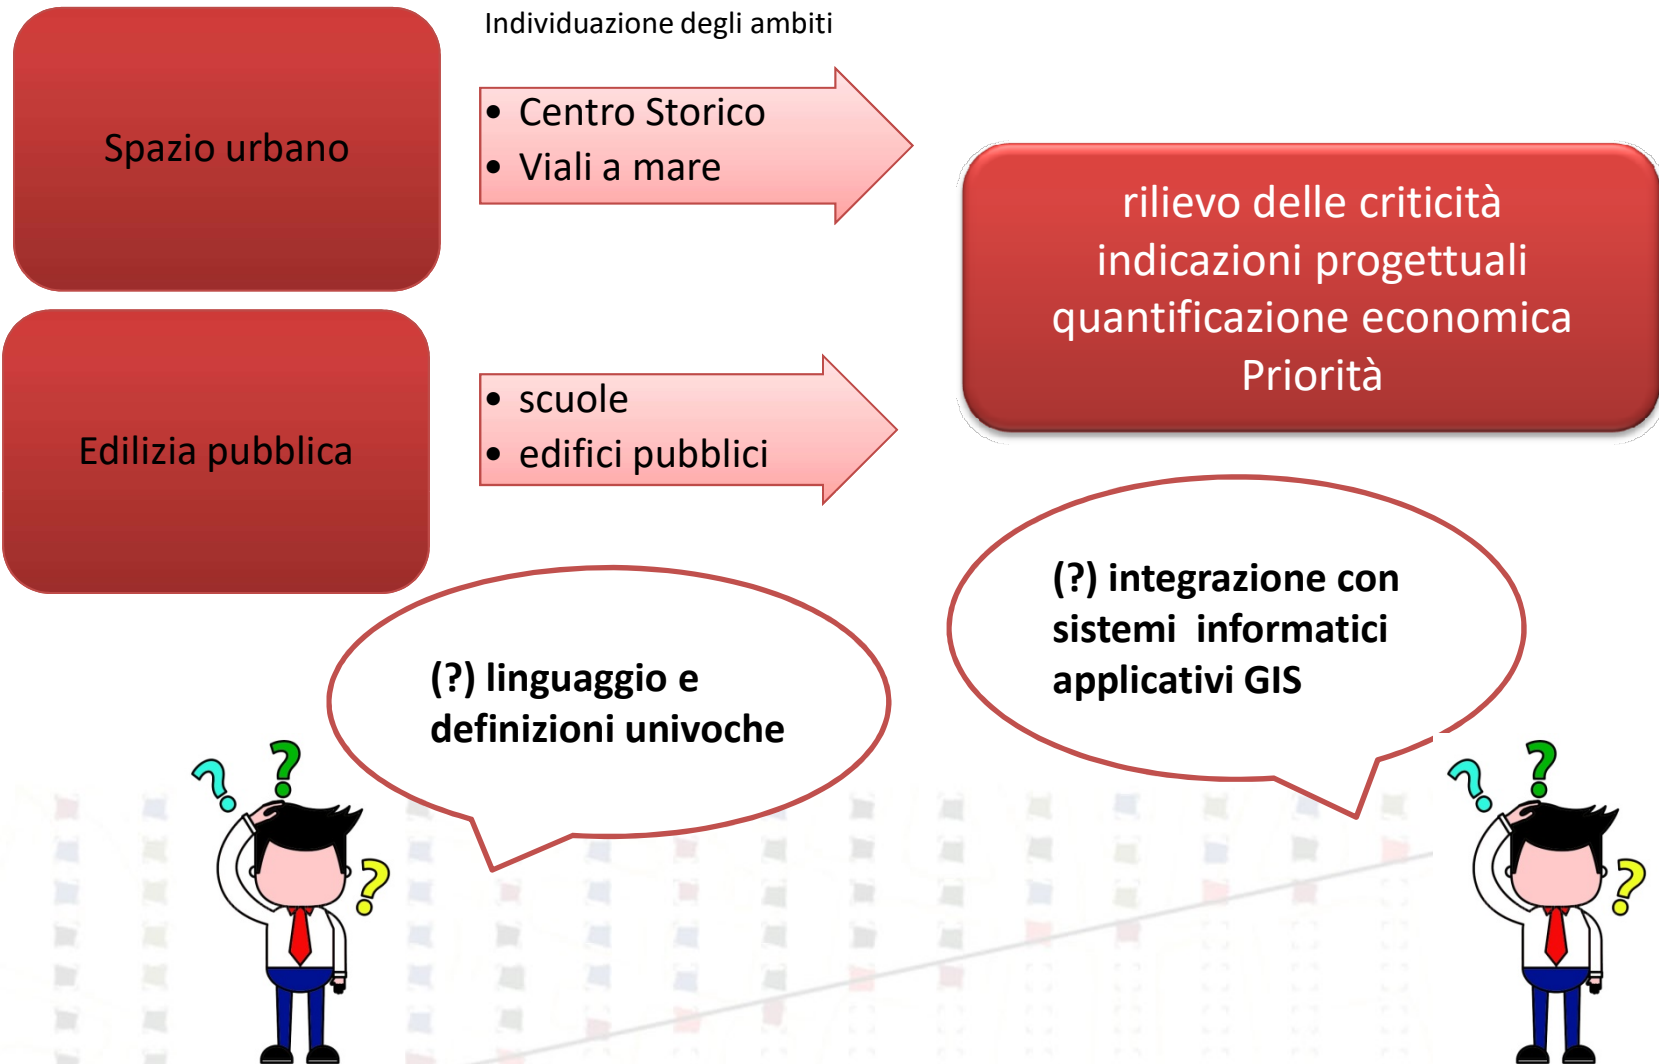 Individuazione degli ambiti
Spazio urbano
• Centro Storico
• Viali a mare
rilievo delle criticità
indicazioni progettuali
quantificazione economica
Priorità
Edilizia pubblica
• scuole
• edifici pubblici
(?) linguaggio e
definizioni univoche
(?) integrazione con
sistemi informatici
applicativi GIS
? ? ?
? ? ?